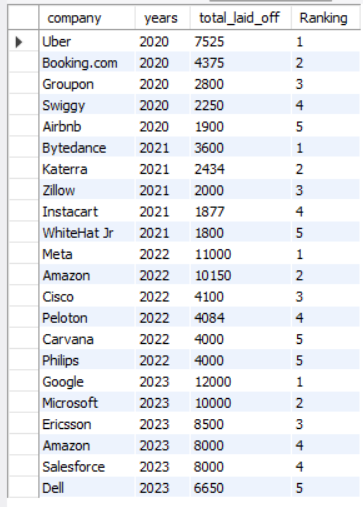 company years total_laid_off Ranking
Uber 2020 7525 1
Booking.com 2020 4375 2
Groupon 2020 2800 3
Swiggy 2020 2250 4
Airbnb 2020 1900 5
Bytedance 2021 3600 1
Katerra 2021 2434 2
Zillow 2021 2000 3
Instacart 2021 1877 4
WhiteHat Jr 2021 1800 5
Meta 2022 11000 1
Amazon 2022 10150 2
Cisco 2022 4100 3
Peloton 2022 4084 4
Carvana 2022 4000 5
Philips 2022 4000 5
Google 2023 12000 1
Microsoft 2023 10000 2
Ericsson 2023 8500 3
Amazon 2023 8000 4
Salesforce 2023 8000 4
Dell 2023 6650 5